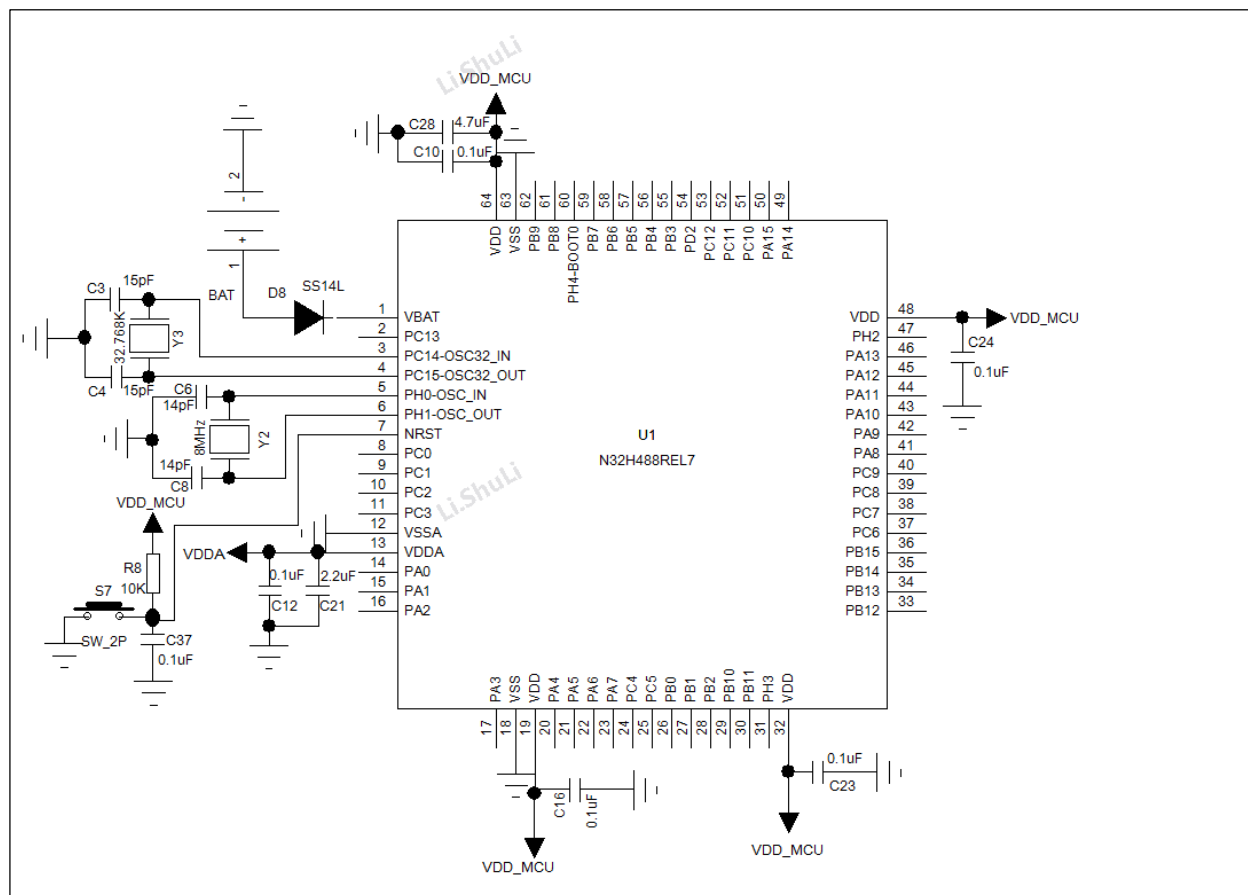 Li.ShuLi
VDD_MCU
C28 4.7uF
C10 0.1uF
2
-
+
1
BAT
D8 SS14L
64 63 62 61 60 59 58 57 56 55 54 53 52 51 50 49
VDD VSS PB9 PB8 PH4-BOOT0 PB7 PB6 PB5 PB4 PB3 PD2 PC12 PC11 PC10 PA15 PA14
C3 15pF
32.768K Y3
C4 15pF
C6 14pF
8MHz Y2
14pF C8
1 VBAT
2 PC13
3 PC14-OSC32_IN
4 PC15-OSC32_OUT
5 PH0-OSC_IN
6 PH1-OSC_OUT
7 NRST
8 PC0
9 PC1
10 PC2
11 PC3
12 VSSA
13 VDDA
14 PA0
15 PA1
16 PA2
U1
N32H488REL7
Li.ShuLi
VDD 48
PH2 47
PA13 46
PA12 45
PA11 44
PA10 43
PA9 42
PA8 41
PC9 40
PC8 39
PC7 38
PC6 37
PB15 36
PB14 35
PB13 34
PB12 33
VDD_MCU
C24
0.1uF
VDD_MCU
R8
10K
S7
SW_2P
C37
0.1uF
VDDA
0.1uF 2.2uF
C12 C21
PA3 VSS VDD PA4 PA5 PA6 PA7 PC4 PC5 PB0 PB1 PB2 PB10 PB11 PH3 VDD
17 18 19 20 21 22 23 24 25 26 27 28 29 30 31 32
C16
0.1uF
VDD_MCU
0.1uF
C23
VDD_MCU